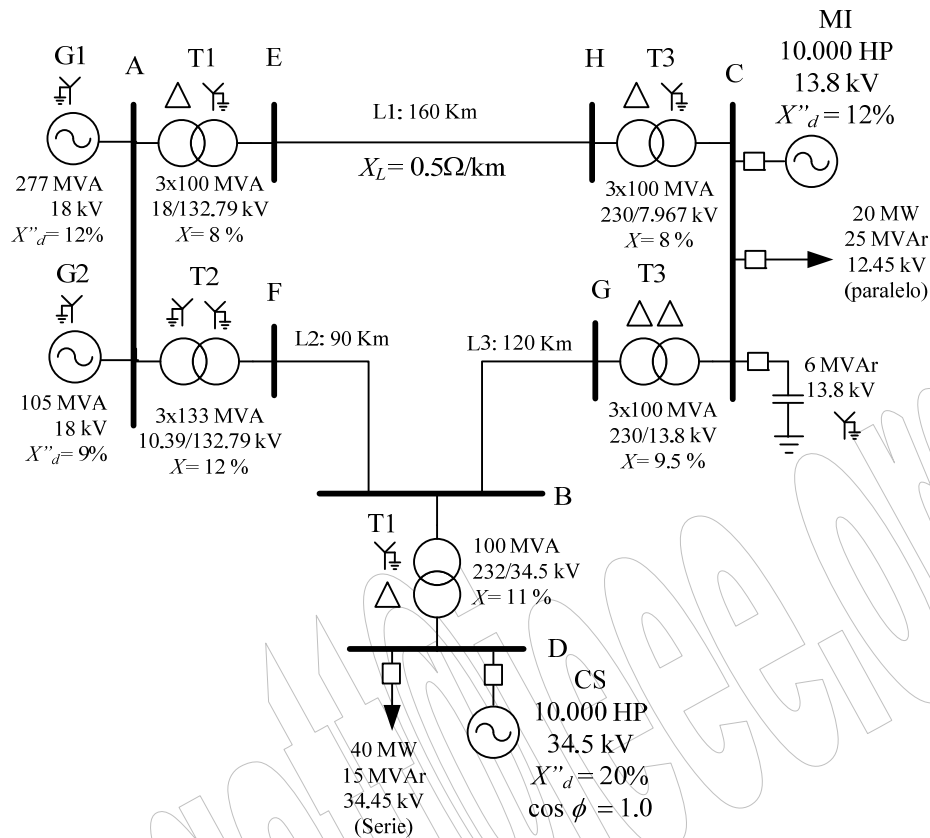 G1
A
T1
E
H
T3
C
MI
10.000 HP
13.8 kV
X"d = 12%
277 MVA
18 kV
X"d= 12%
3x100 MVA
18/132.79 kV
X= 8 %
L1: 160 Km
XL = 0.5Ω/km
3x100 MVA
230/7.967 kV
X= 8 %
20 MW
25 MVAr
12.45 kV
(paralelo)
G2
T2
F
L2: 90 Km
L3: 120 Km
G
T3
105 MVA
18 kV
X"d= 9%
3x133 MVA
10.39/132.79 kV
X= 12 %
3x100 MVA
230/13.8 kV
X= 9.5 %
6 MVAr
13.8 kV
B
T1
100 MVA
232/34.5 kV
X= 11 %
D
40 MW
15 MVAr
34.45 kV
(Serie)
CS
10.000 HP
34.5 kV
X"d = 20%
cos ϕ = 1.0